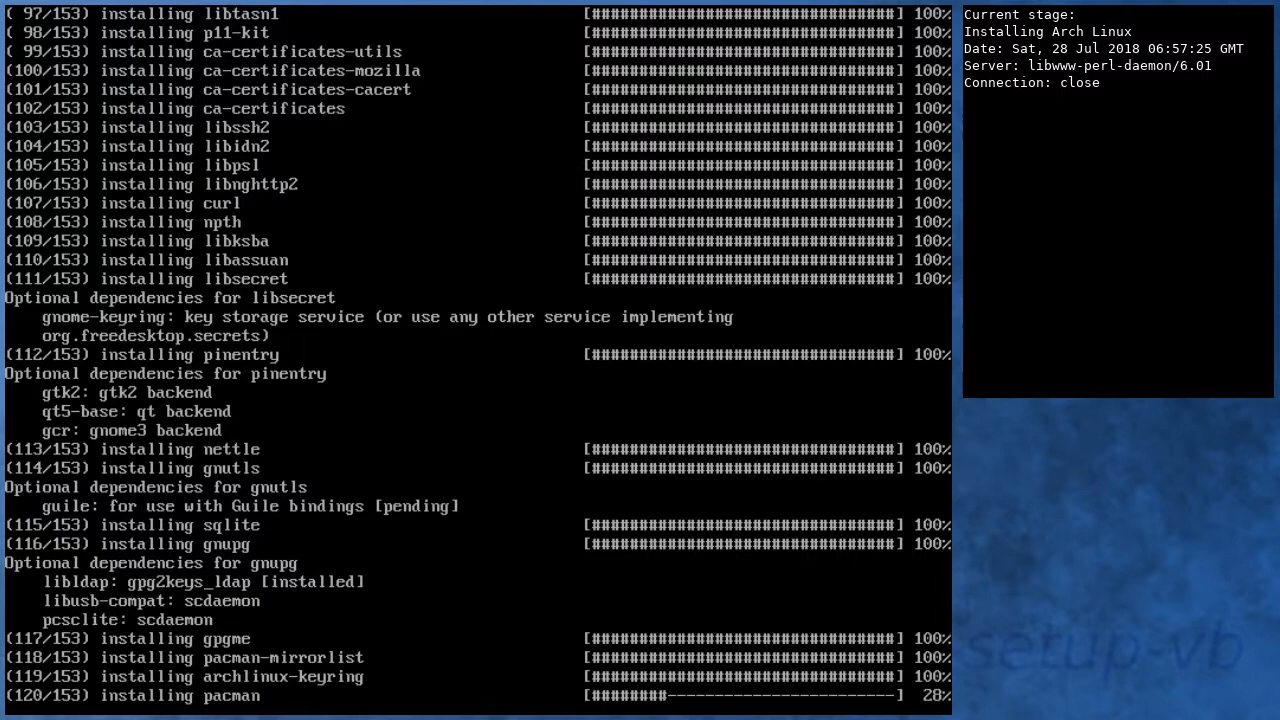 ( 97/153) installing libtasn1 [################################] 100%
( 98/153) installing p11-kit [################################] 100%
( 99/153) installing ca-certificates-utils [################################] 100%
(100/153) installing ca-certificates-mozilla [################################] 100%
(101/153) installing ca-certificates-cacert [################################] 100%
(102/153) installing ca-certificates [################################] 100%
(103/153) installing libssh2 [################################] 100%
(104/153) installing libidn2 [################################] 100%
(105/153) installing libpsl [################################] 100%
(106/153) installing libnghttp2 [################################] 100%
(107/153) installing curl [################################] 100%
(108/153) installing npth [################################] 100%
(109/153) installing libksba [################################] 100%
(110/153) installing libassuan [################################] 100%
(111/153) installing libsecret [################################] 100%
Optional dependencies for libsecret
gnome-keyring: key storage service (or use any other service implementing
org.freedesktop.secrets)
(112/153) installing pinentry [################################] 100%
Optional dependencies for pinentry
gtk2: gtk2 backend
qt5-base: qt backend
gcr: gnome3 backend
(113/153) installing nettle [################################] 100%
(114/153) installing gnutls [################################] 100%
Optional dependencies for gnutls
guile: for use with Guile bindings [pending]
(115/153) installing sqlite [################################] 100%
(116/153) installing gnupg [################################] 100%
Optional dependencies for gnupg
libldap: gpg2keys_ldap [installed]
libusb-compat: scdaemon
pcsclite: scdaemon
(117/153) installing gpgme [################################] 100%
(118/153) installing pacman-mirrorlist [################################] 100%
(119/153) installing archlinux-keyring [################################] 100%
(120/153) installing pacman [########------------------------] 28%
Current stage:
Installing Arch Linux
Date: Sat, 28 Jul 2018 06:57:25 GMT
Server: libwww-perl-daemon/6.01
Connection: close
setup-vb